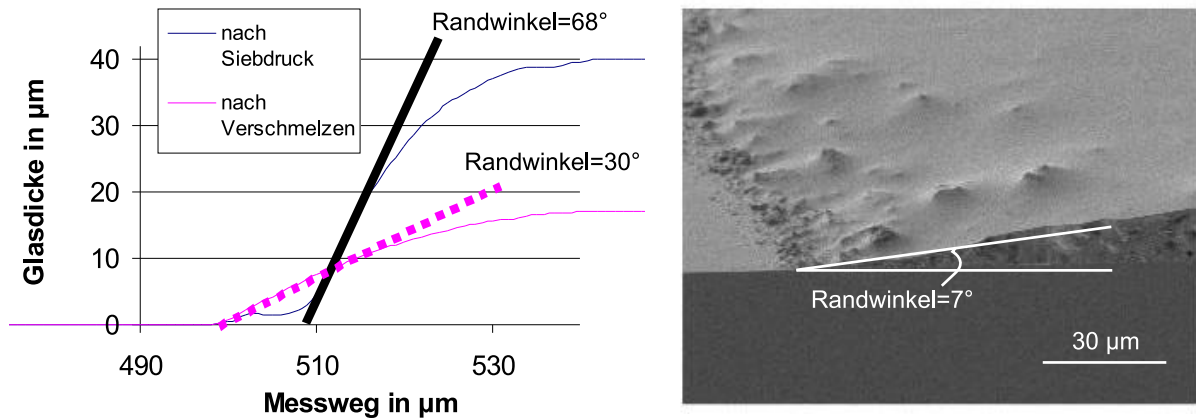 Randwinkel=68°
nach
Siebdruck
nach
Verschmelzen
Glasdicke in µm
40
30
20
10
0
Randwinkel=30°
490
510
530
Messweg in µm
Randwinkel=7°
30 µm